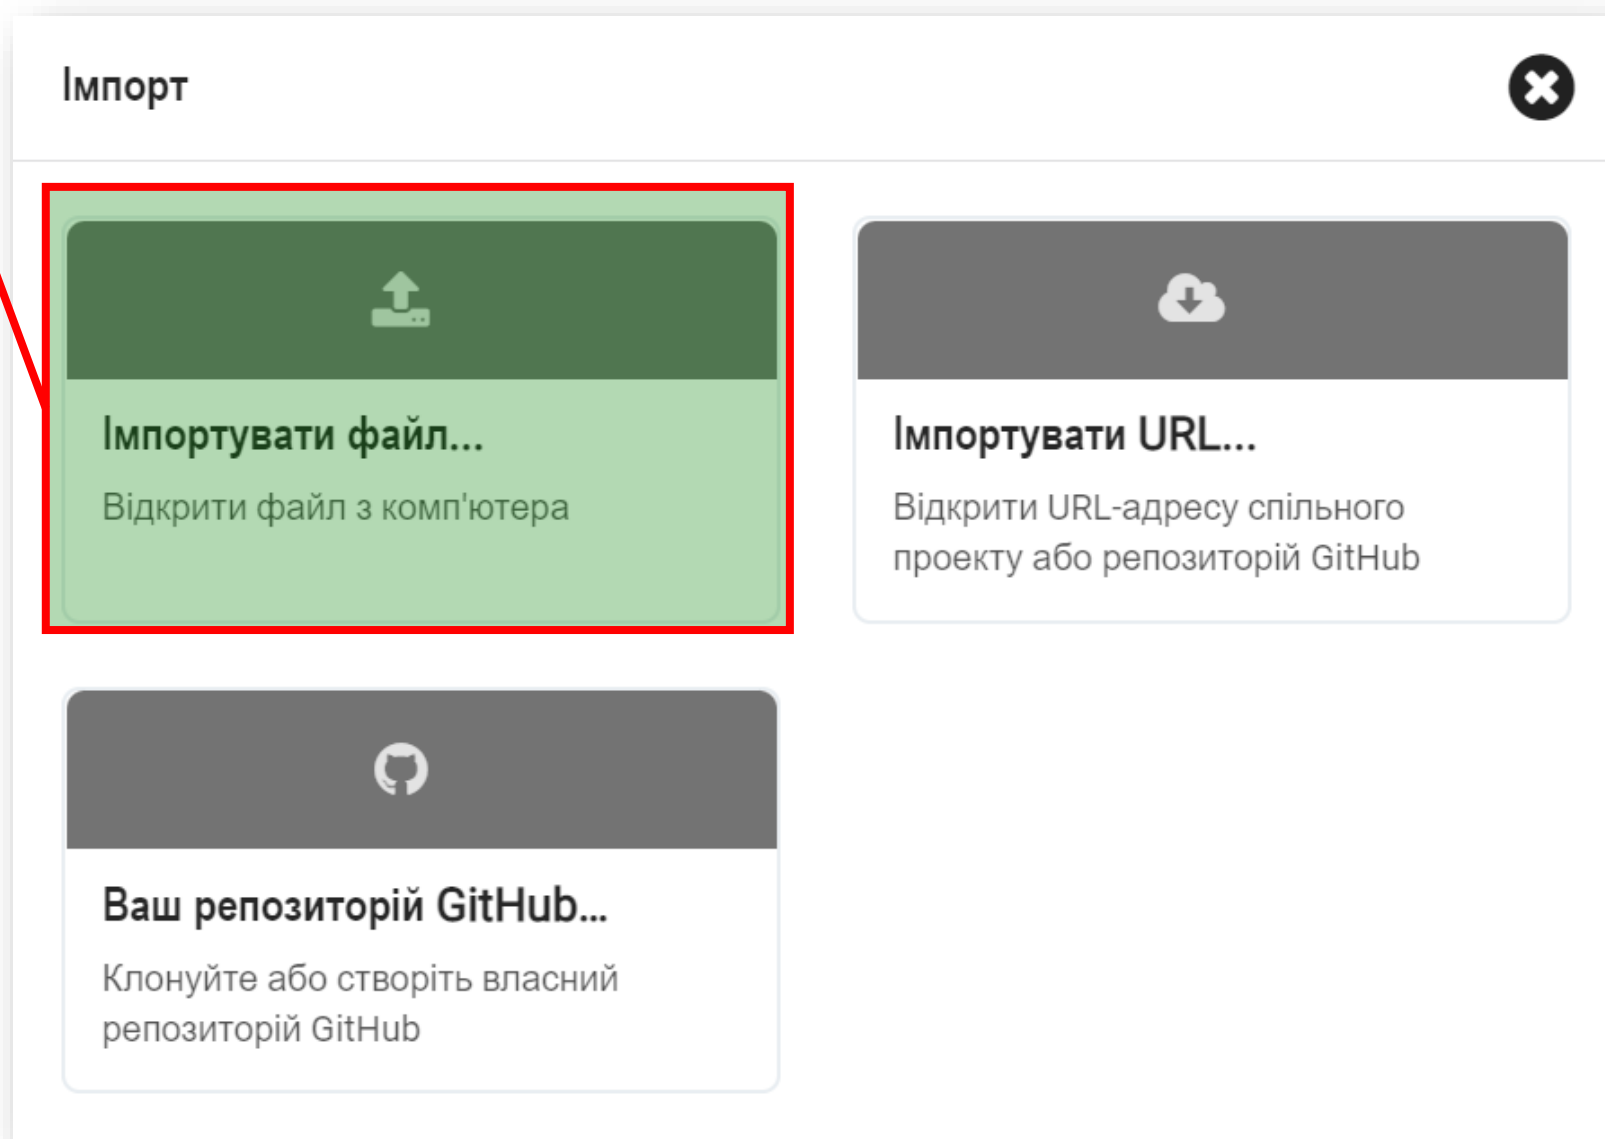 Імпорт
Імпортувати файл...
Відкрити файл з комп'ютера
Імпортувати URL...
Відкрити URL-адресу спільного
проекту або репозиторій GitHub
Ваш репозиторій GitHub...
Клонуйте або створіть власний
репозиторій GitHub